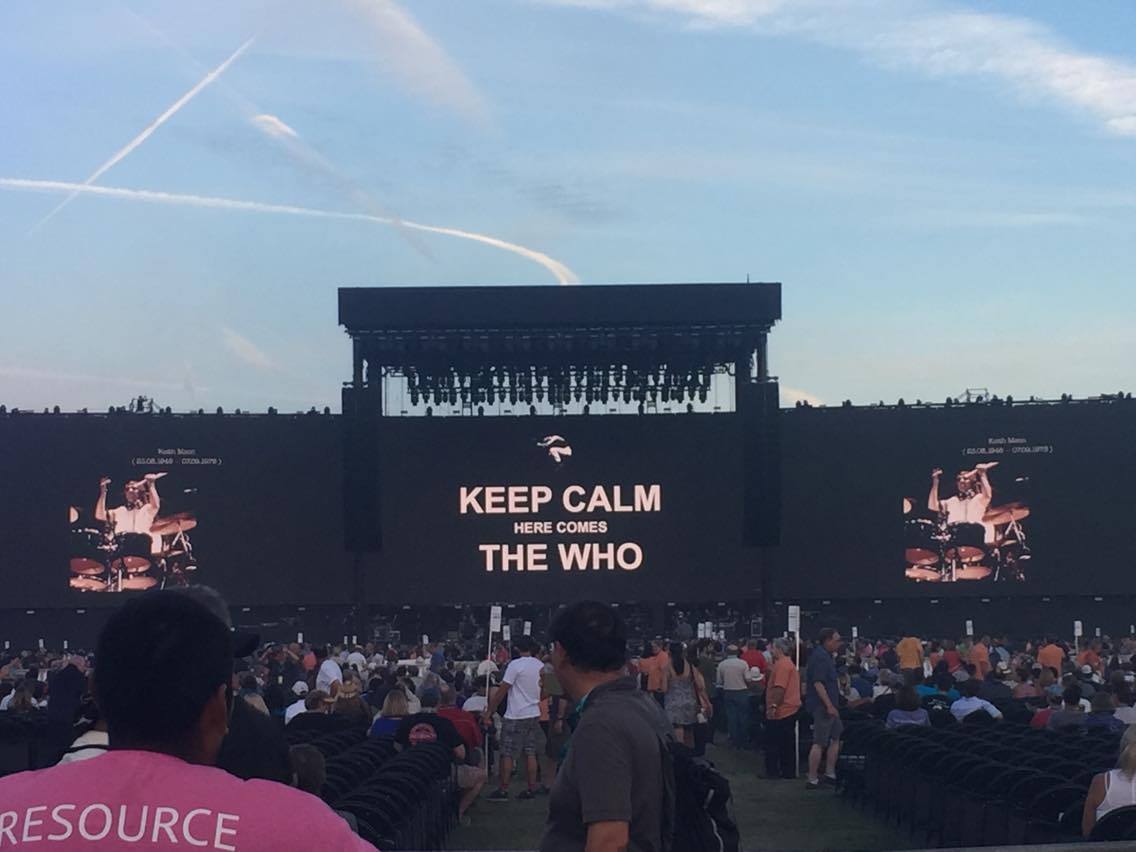 Keith Moon
( 23.08.1946 - 07.09.1978 )
KEEP CALM
HERE COMES
THE WHO
Keith Moon
( 23.08.1946 - 07.09.1978 )
RESOURCE